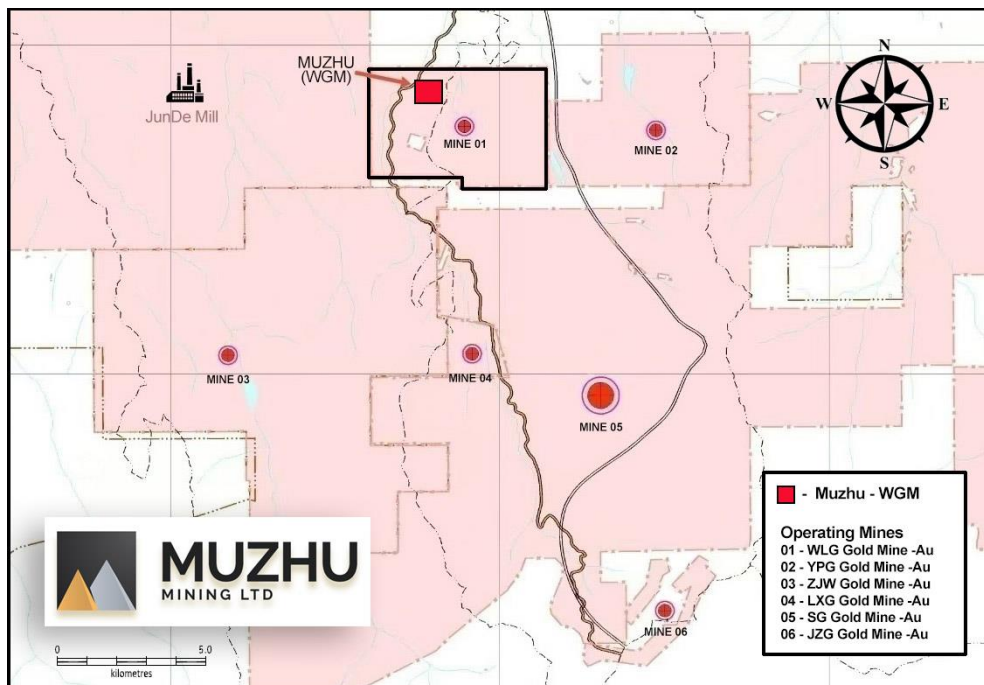 MUZHU
(WGM)
JunDe Mill
MINE 01
MINE 02
N
W
E
S
MINE 03
MINE 04
MINE 05
MINE 06
MUZHU
MINING LTD
0
5.0
kilometres
- Muzhu - WGM
Operating Mines
01 - WLG Gold Mine -Au
02 - YPG Gold Mine -Au
03 - ZJW Gold Mine -Au
04 - LXG Gold Mine -Au
05 - SG Gold Mine -Au
06 - JZG Gold Mine -Au